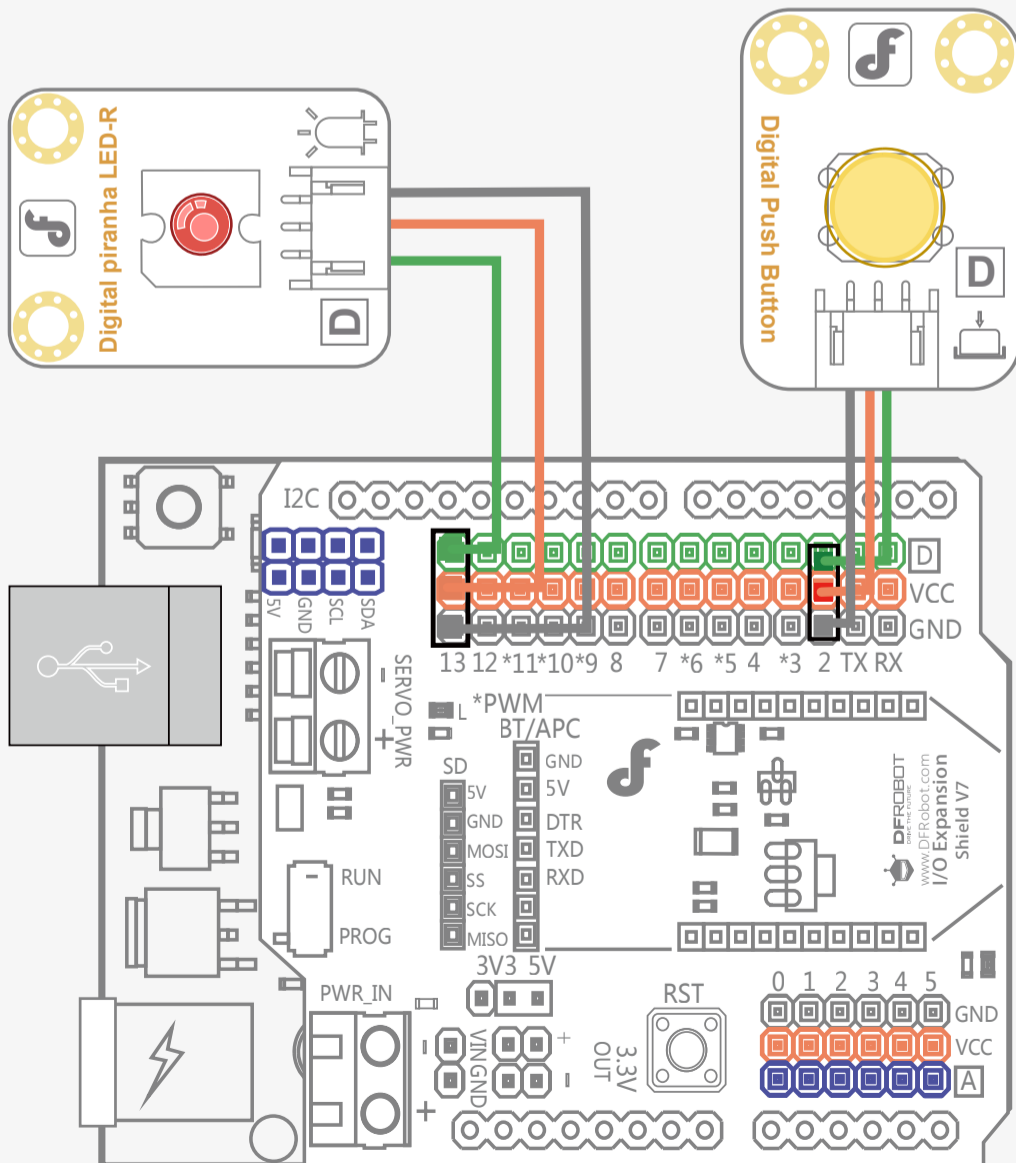 Digital piranha LED-R
D
Digital Push Button
D
I2C
5V
GND
SCL
SDA
D
VCC
GND
13 12 *11 *10 *9 8 7 *6 *5 4 *3 2 TX RX
SERVO_PWR
-
+
L
*PWM
BT/APC
GND
5V
DTR
TXD
RXD
SD
5V
GND
MOSI
SS
SCK
MISO
DFROBOT
DRIVE THE FUTURE
www.DFRobot.com
I/O Expansion
Shield V7
RUN
PROG
PWR_IN
-
+
3V3 5V
VIN
GND
+
-
3.3V
OUT
RST
0 1 2 3 4 5
GND
VCC
A